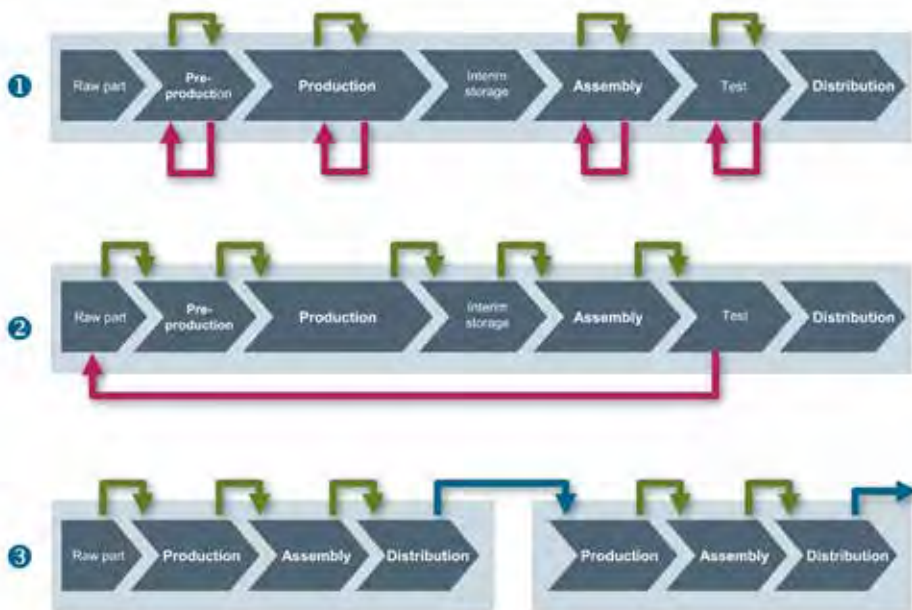 1
Raw part
Pre-
production
Production
Interim
storage
Assembly
Test
Distribution
2
Raw part
Pre-
production
Production
Interim
storage
Assembly
Test
Distribution
3
Raw part
Production
Assembly
Distribution
Production
Assembly
Distribution